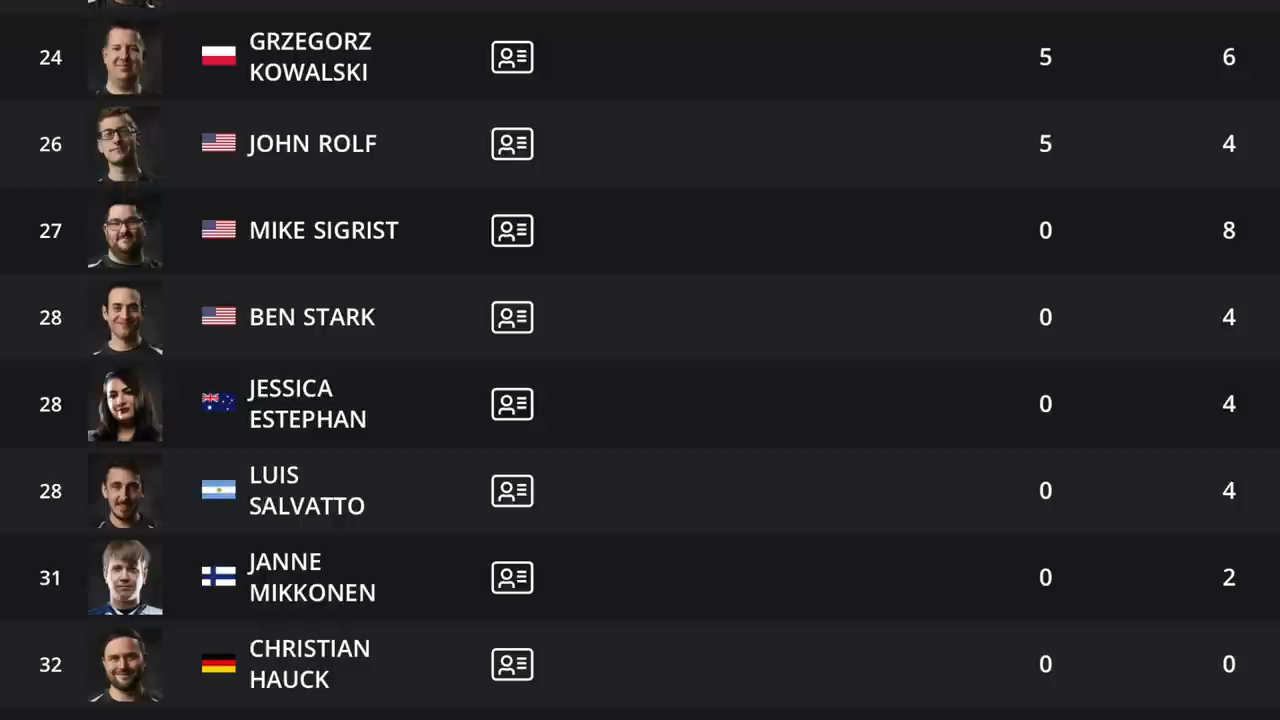 24 GRZEGORZ KOWALSKI 5 6
26 JOHN ROLF 5 4
27 MIKE SIGRIST 0 8
28 BEN STARK 0 4
28 JESSICA ESTEPHAN 0 4
28 LUIS SALVATTO 0 4
31 JANNE MIKKONEN 0 2
32 CHRISTIAN HAUCK 0 0